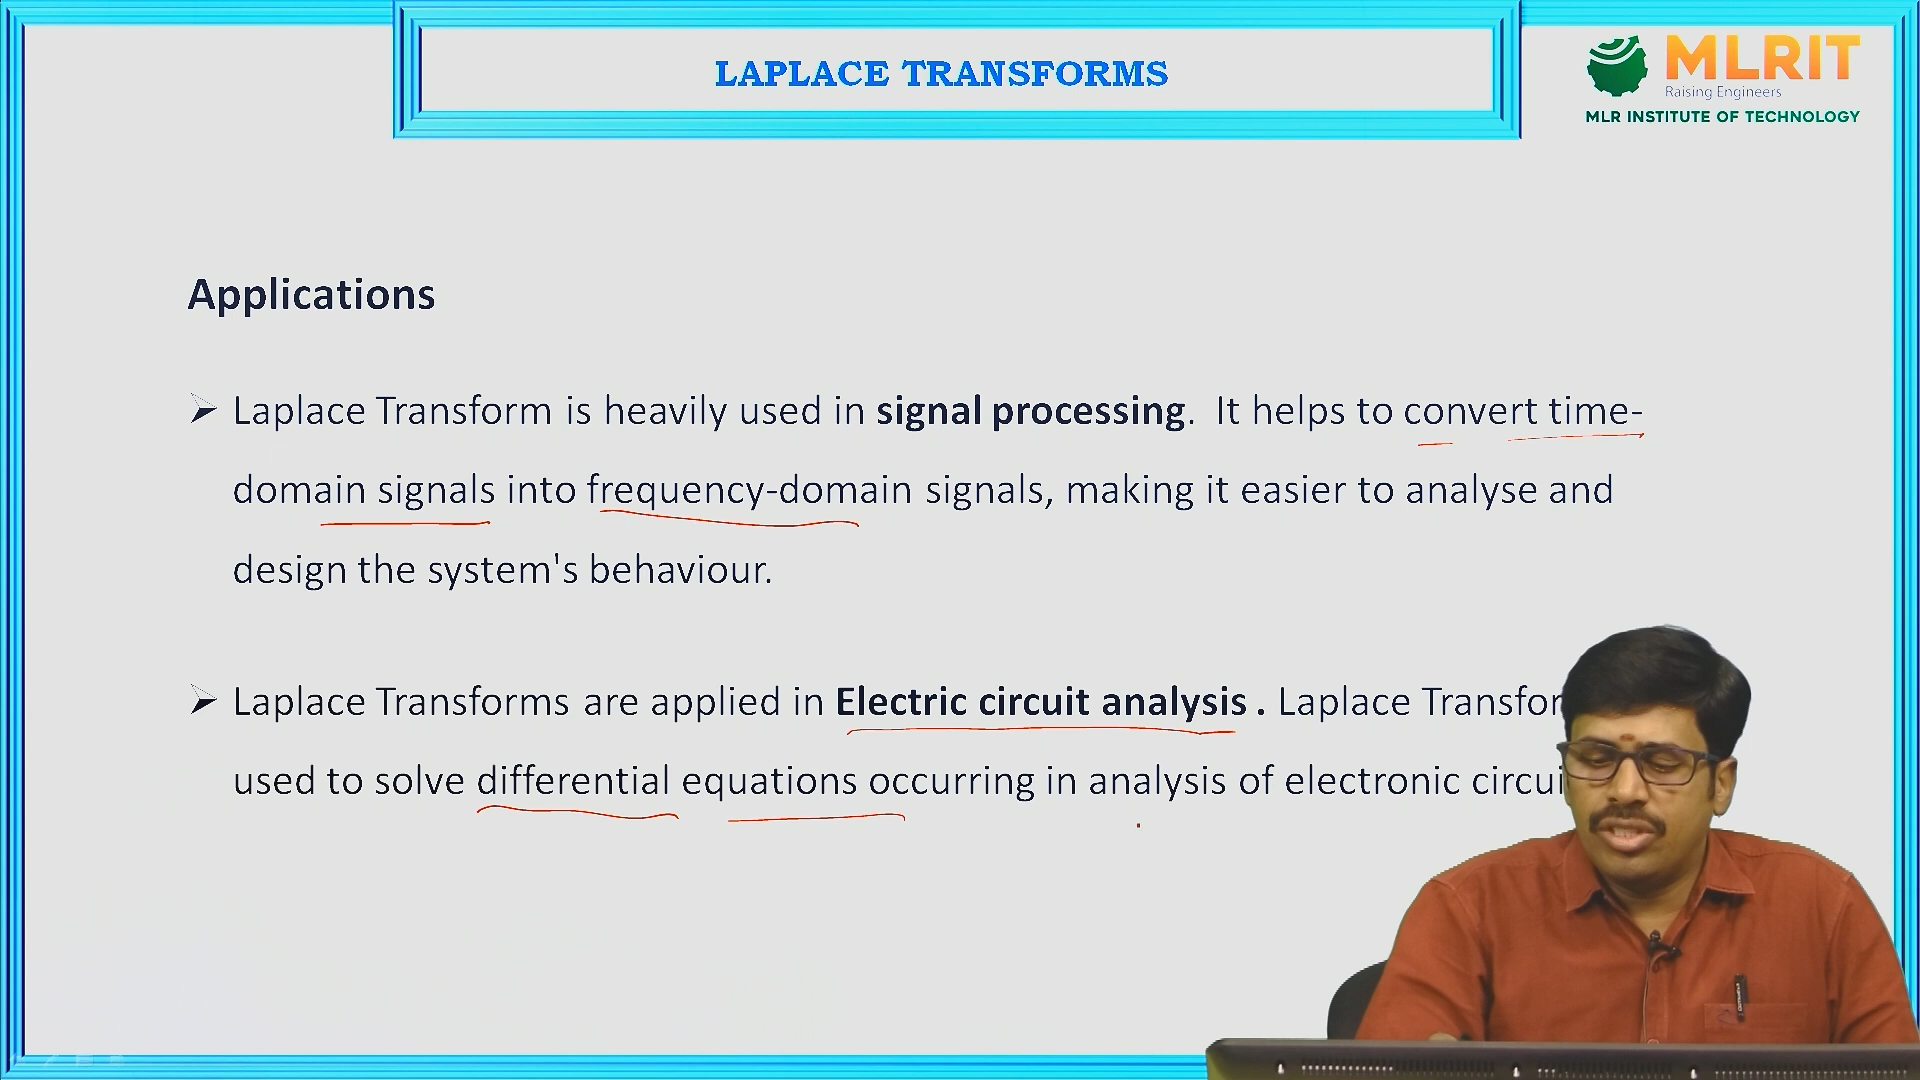 LAPLACE TRANSFORMS
MLRIT
Raising Engineers
MLR INSTITUTE OF TECHNOLOGY
Applications
➢ Laplace Transform is heavily used in signal processing. It helps to convert time-
domain signals into frequency-domain signals, making it easier to analyse and
design the system's behaviour.
➢ Laplace Transforms are applied in Electric circuit analysis . Laplace
used to solve differential equations occurring in analysis of electronic